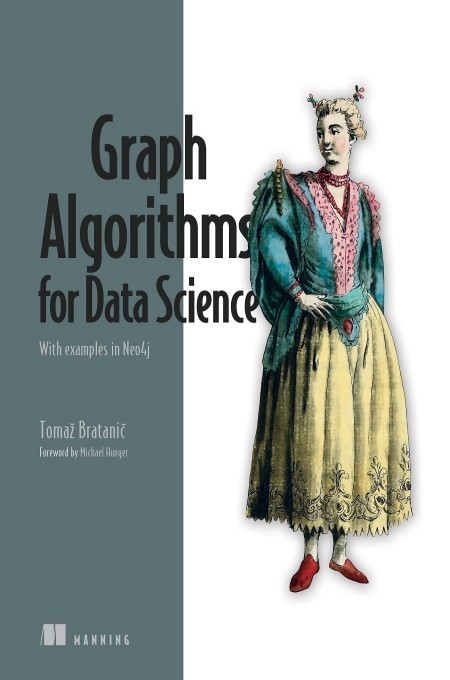 Graph
Algorithms
for Data Science
With examples in Neo4j
Tomaž Bratanič
Foreword by Michael Hunger
MANNING